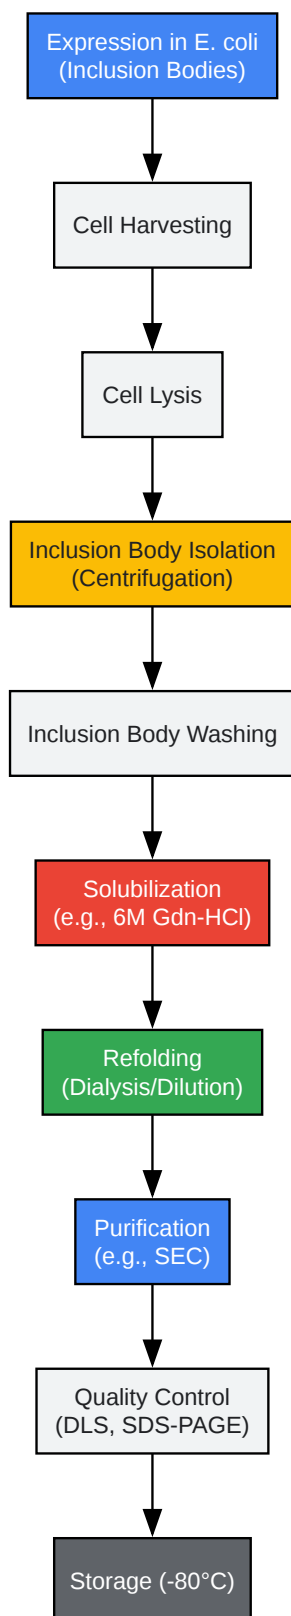 Expression in E. coli
(Inclusion Bodies)
Cell Harvesting
Cell Lysis
Inclusion Body Isolation
(Centrifugation)
Inclusion Body Washing
Solubilization
(e.g., 6M Gdn-HCl)
Refolding
(Dialysis/Dilution)
Purification
(e.g., SEC)
Quality Control
(DLS, SDS-PAGE)
Storage (-80°C)